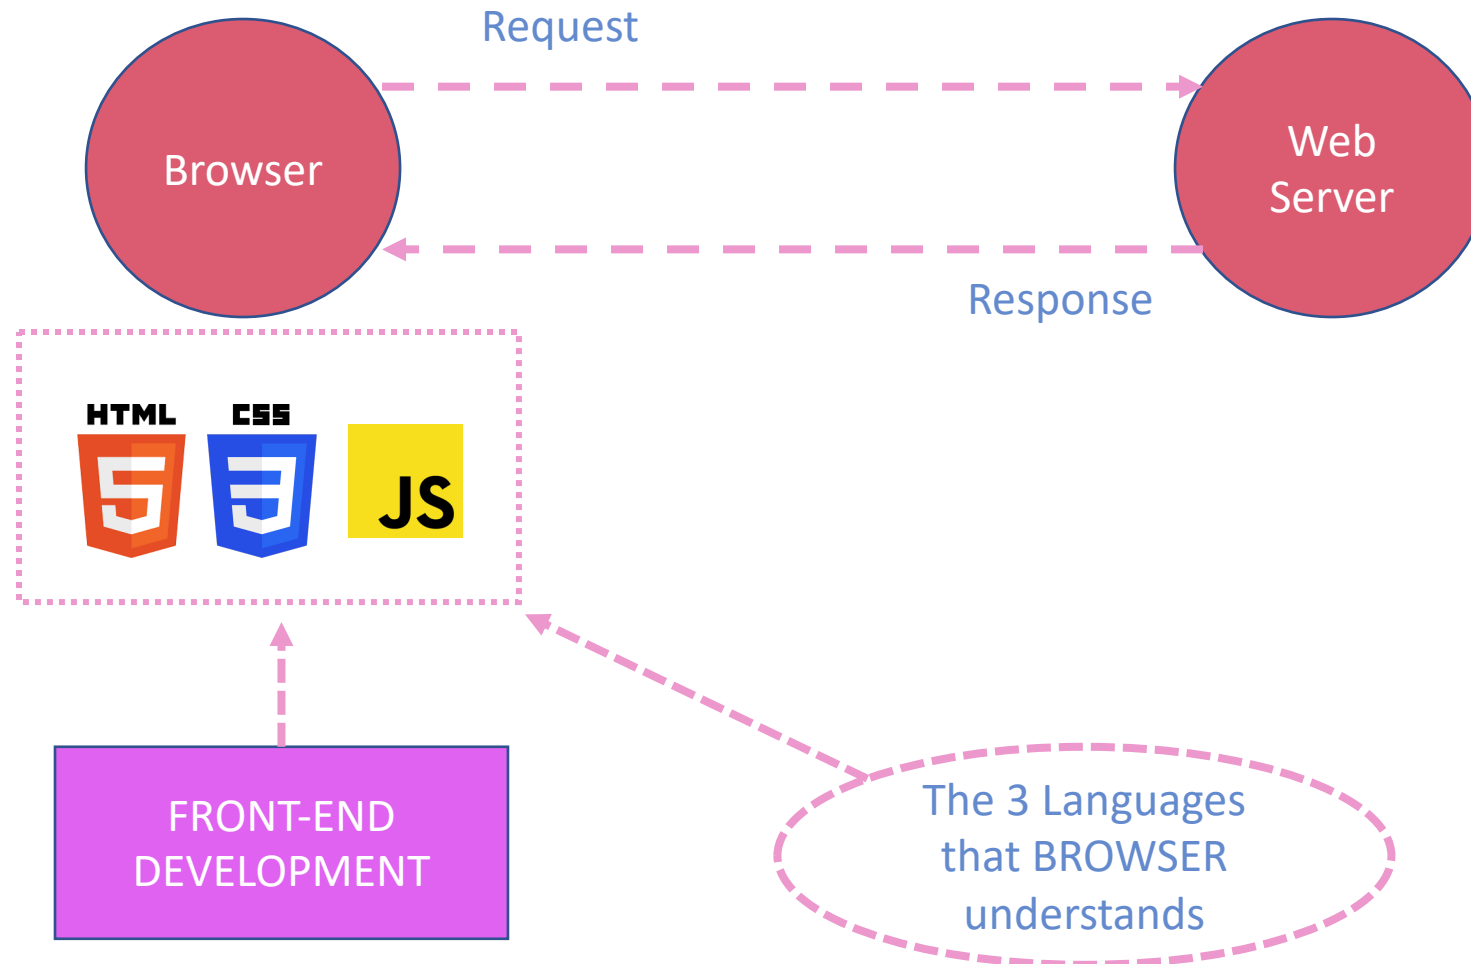 Request
Browser
Web
Server
Response
HTML
CSS
JS
FRONT-END
DEVELOPMENT
The 3 Languages
that BROWSER
understands